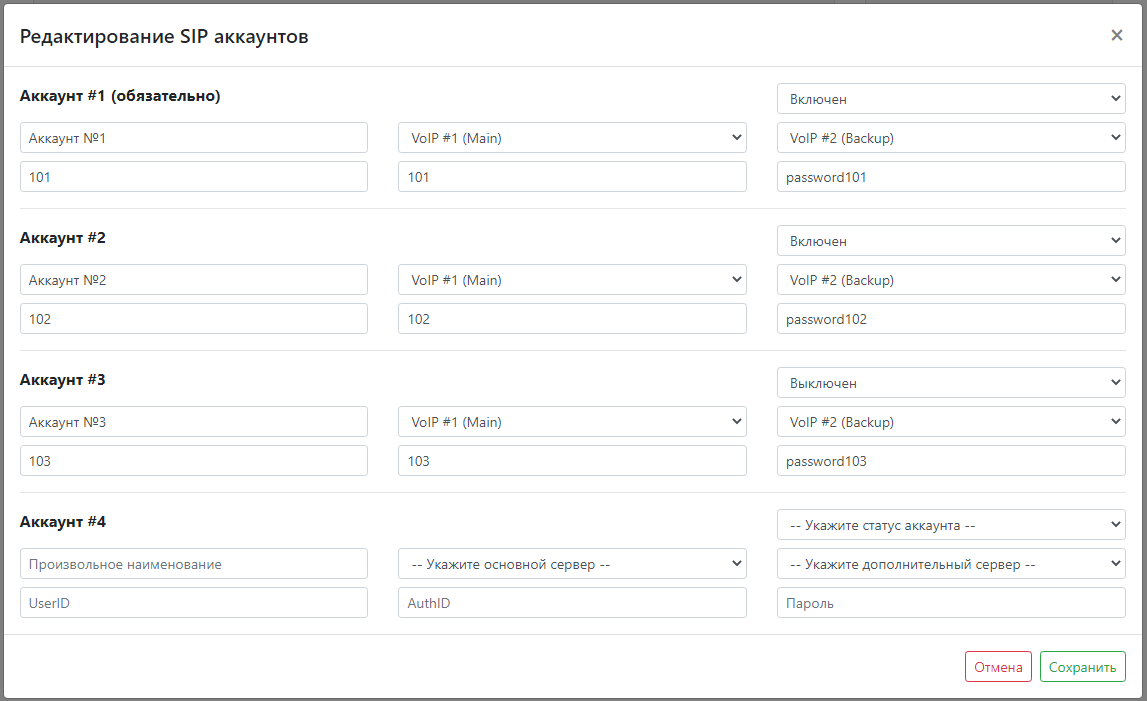 Редактирование SIP аккаунтов ×
Аккаунт #1 (обязательно) Включен
Аккаунт №1 VoIP #1 (Main) VoIP #2 (Backup)
101 101 password101
Аккаунт #2 Включен
Аккаунт №2 VoIP #1 (Main) VoIP #2 (Backup)
102 102 password102
Аккаунт #3 Выключен
Аккаунт №3 VoIP #1 (Main) VoIP #2 (Backup)
103 103 password103
Аккаунт #4 -- Укажите статус аккаунта --
Произвольное наименование -- Укажите основной сервер -- -- Укажите дополнительный сервер --
UserID AuthID Пароль
Отмена Сохранить